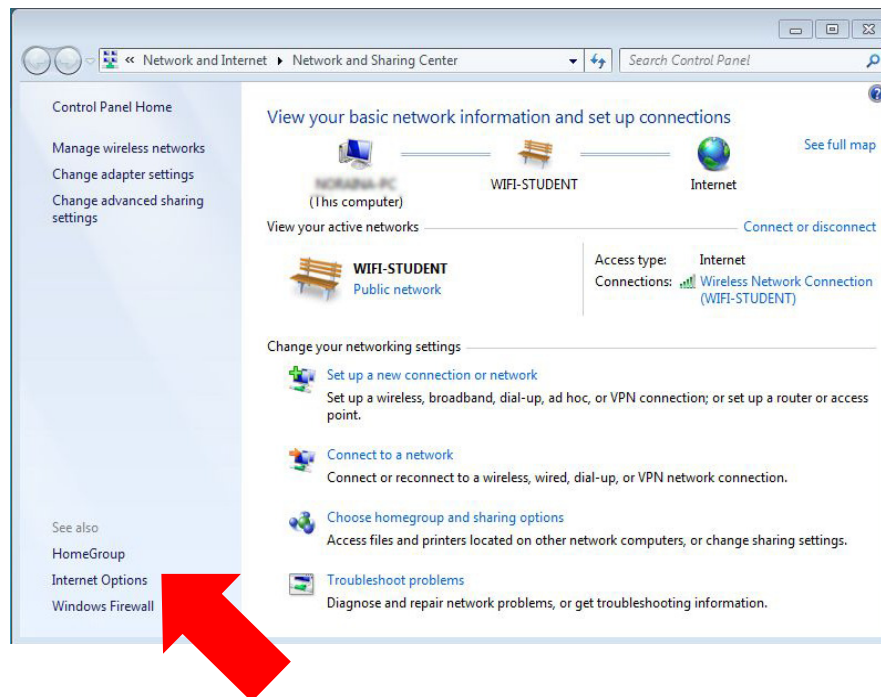 « Network and Internet ▸ Network and Sharing Center
Search Control Panel
Control Panel Home
Manage wireless networks
Change adapter settings
Change advanced sharing
settings
See also
HomeGroup
Internet Options
Windows Firewall
View your basic network information and set up connections
See full map
(This computer)
WIFI-STUDENT
Internet
View your active networks
Connect or disconnect
WIFI-STUDENT
Public network
Access type: Internet
Connections: Wireless Network Connection
(WIFI-STUDENT)
Change your networking settings
Set up a new connection or network
Set up a wireless, broadband, dial-up, ad hoc, or VPN connection; or set up a router or access
point.
Connect to a network
Connect or reconnect to a wireless, wired, dial-up, or VPN network connection.
Choose homegroup and sharing options
Access files and printers located on other network computers, or change sharing settings.
Troubleshoot problems
Diagnose and repair network problems, or get troubleshooting information.